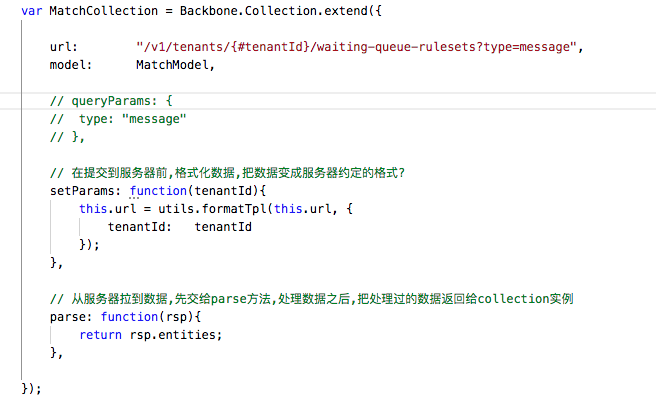 var MatchCollection = Backbone.Collection.extend({
url: "/v1/tenants/{#tenantId}/waiting-queue-rulesets?type=message",
model: MatchModel,
// queryParams: {
// type: "message"
// },
// 在提交到服务器前,格式化数据,把数据变成服务器约定的格式?
setParams: function(tenantId){
this.url = utils.formatTpl(this.url, {
tenantId: tenantId
});
},
// 从服务器拉到数据,先交给parse方法,处理数据之后,把处理过的数据返回给collection实例
parse: function(rsp){
return rsp.entities;
},
});